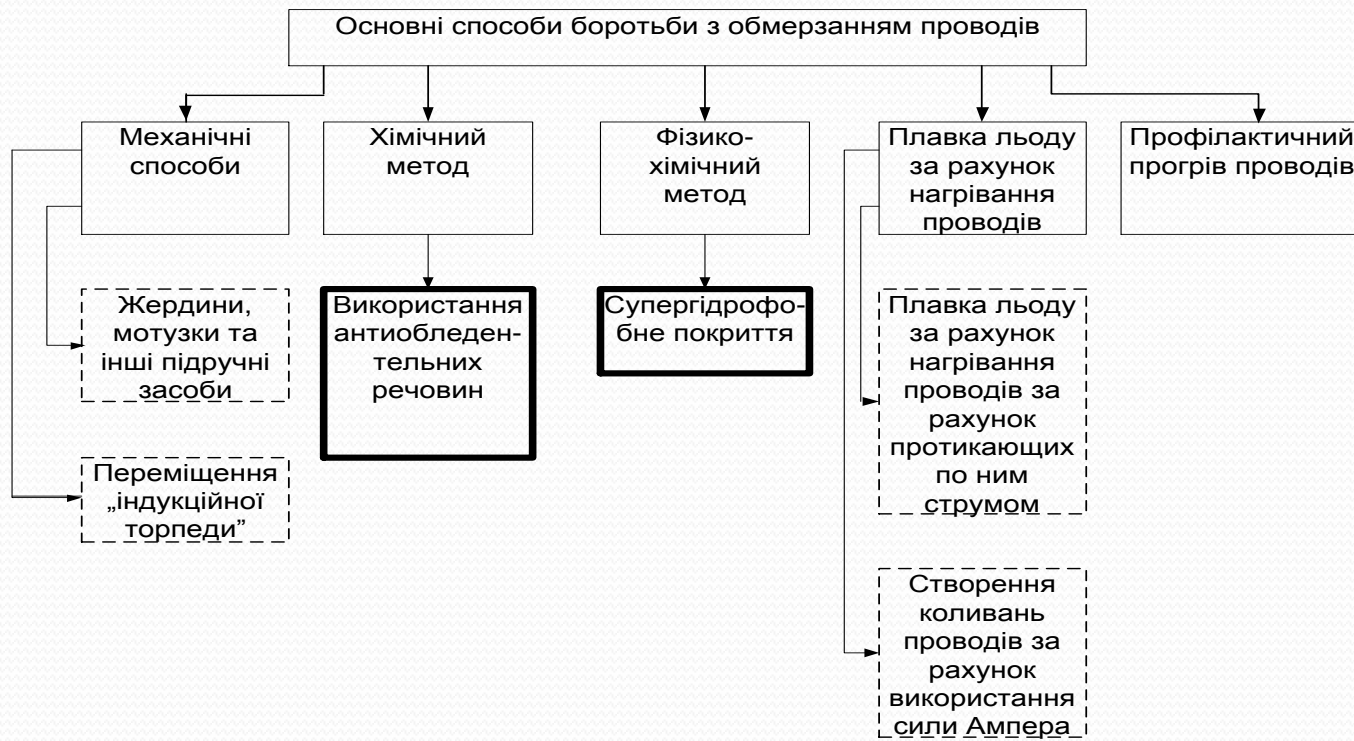 Основні способи боротьби з обмерзанням проводів
Механічні
способи
Хімічний
метод
Фізико-
хімічний
метод
Плавка льоду
за рахунок
нагрівання
проводів
Профілактичний
прогрів проводів
Жердини,
мотузки та
інші підручні
засоби
Використання
антиобледен-
тельних
речовин
Супергідрофо-
бне покриття
Плавка льоду
за рахунок
нагрівання
проводів за
рахунок
протикающих
по ним
струмом
Переміщення
„індукційної
торпеди”
Створення
коливань
проводів за
рахунок
використання
сили Ампера